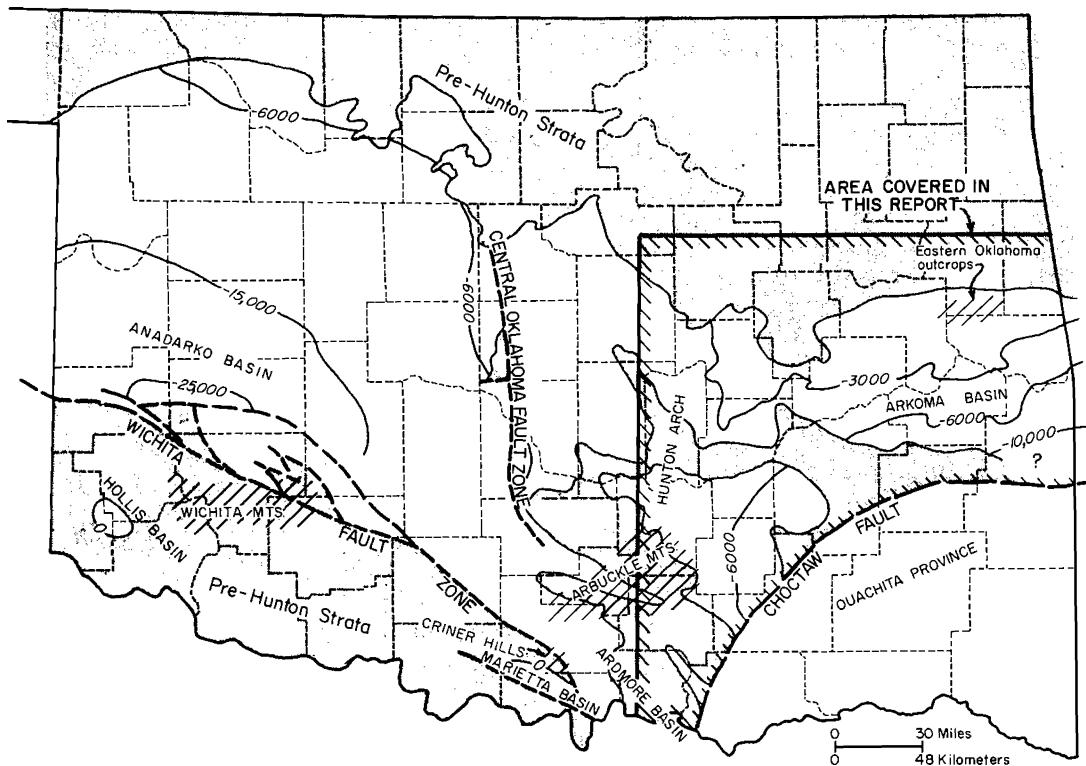 Pre-Hunton Strata
-6000
AREA COVERED IN
THIS REPORT
Eastern Oklahoma
outcrops
CENTRAL OKLAHOMA FAULT ZONE
-6000
-15,000
ANADARKO BASIN
-25,000
-3000
ARKOMA BASIN
-6000
-10,000
?
HUNTON ARCH
WICHITA FAULT ZONE
WICHITA MTS.
HOLLIS BASIN
0
Pre-Hunton Strata
ARBUCKLE MTS.
-6000
CHOCTAW FAULT
OUACHITA PROVINCE
CRINER HILLS
0
MARIETTA BASIN
ARDMORE BASIN
0 30 Miles
0 48 Kilometers